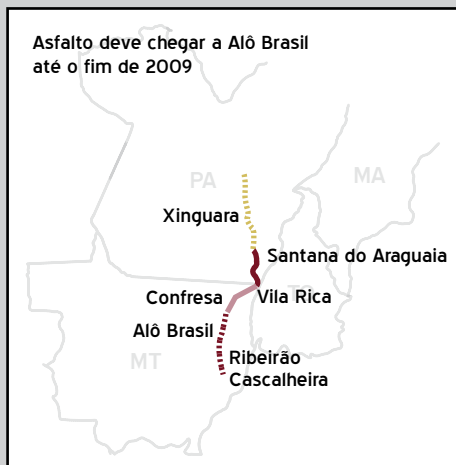 Asfalto deve chegar a Alô Brasil
até o fim de 2009
PA
MA
Xinguara
Santana do Araguaia
TO
Confresa
Vila Rica
Alô Brasil
MT
Ribeirão
Cascalheira